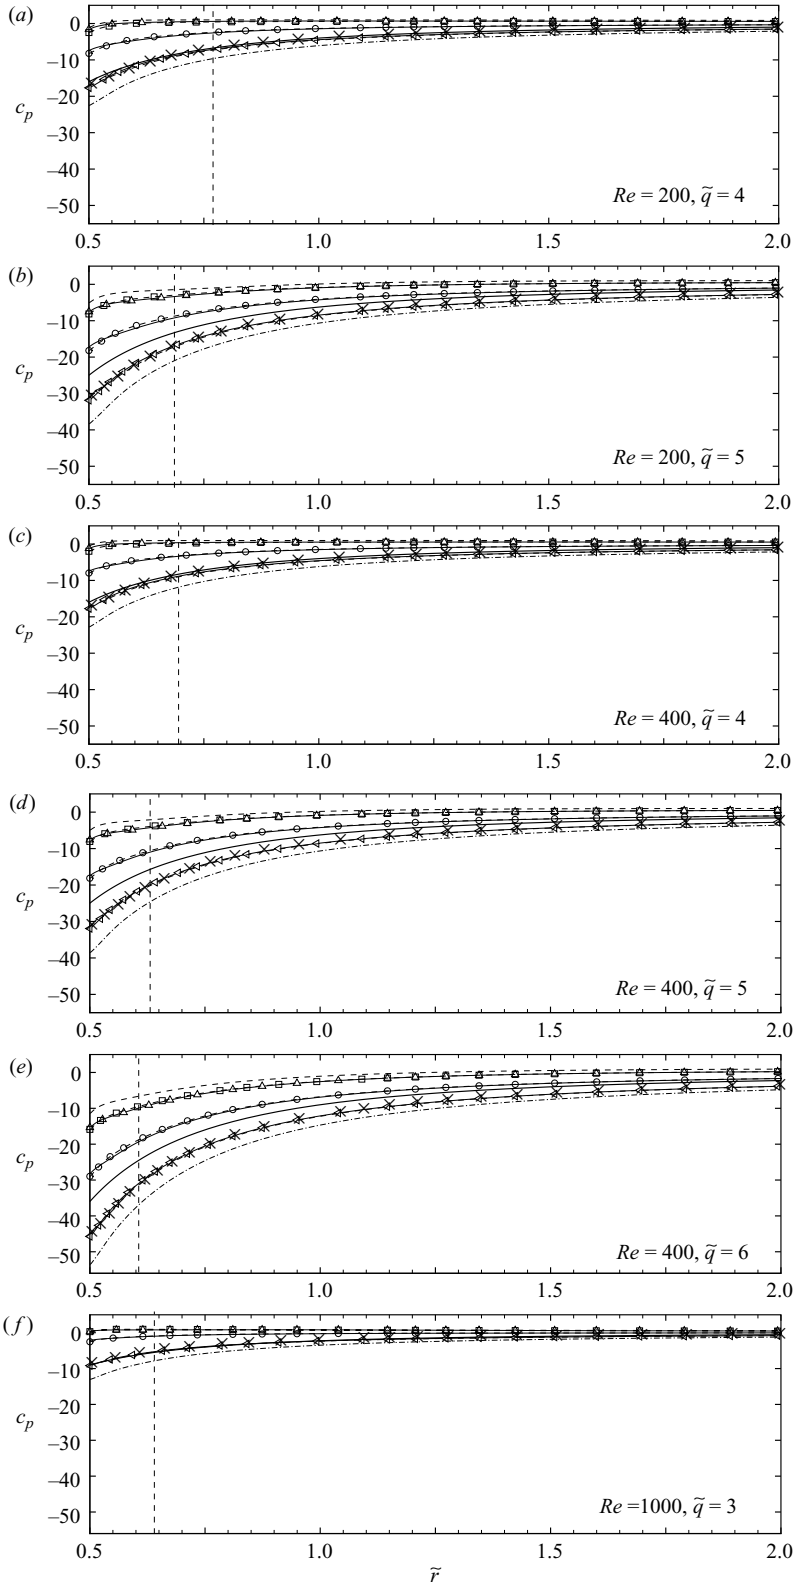 (a)
0
–10
–20
–30
–40
–50
c_p
Re = 200, q̃ = 4
0.5 1.0 1.5 2.0
(b)
0
–10
–20
–30
–40
–50
c_p
Re = 200, q̃ = 5
0.5 1.0 1.5 2.0
(c)
0
–10
–20
–30
–40
–50
c_p
Re = 400, q̃ = 4
0.5 1.0 1.5 2.0
(d)
0
–10
–20
–30
–40
–50
c_p
Re = 400, q̃ = 5
0.5 1.0 1.5 2.0
(e)
0
–10
–20
–30
–40
–50
c_p
Re = 400, q̃ = 6
0.5 1.0 1.5 2.0
(f)
0
–10
–20
–30
–40
–50
c_p
Re =1000, q̃ = 3
0.5 1.0 1.5 2.0
r̃